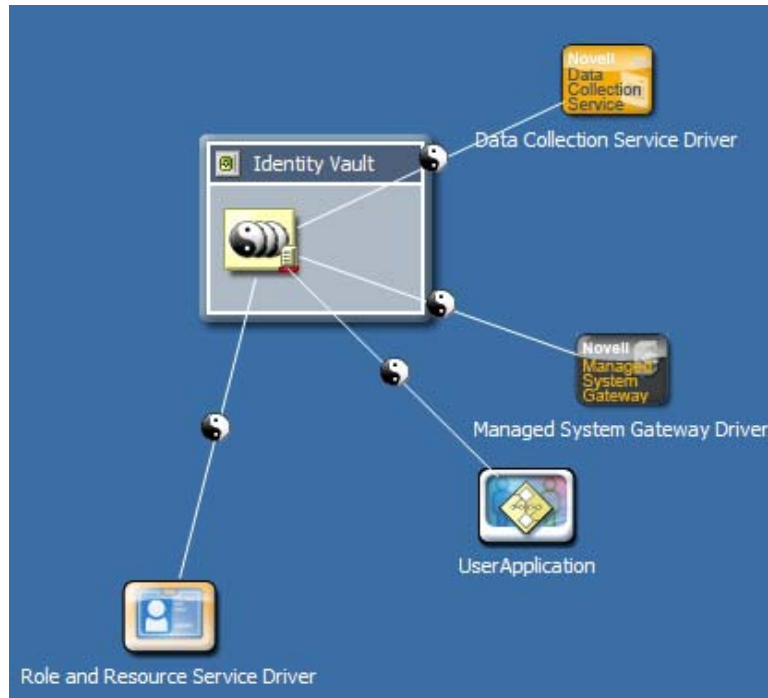 Novell
Data
Collection
Service
Data Collection Service Driver
Identity Vault
Novell
Managed
System
Gateway
Managed System Gateway Driver
UserApplication
Role and Resource Service Driver